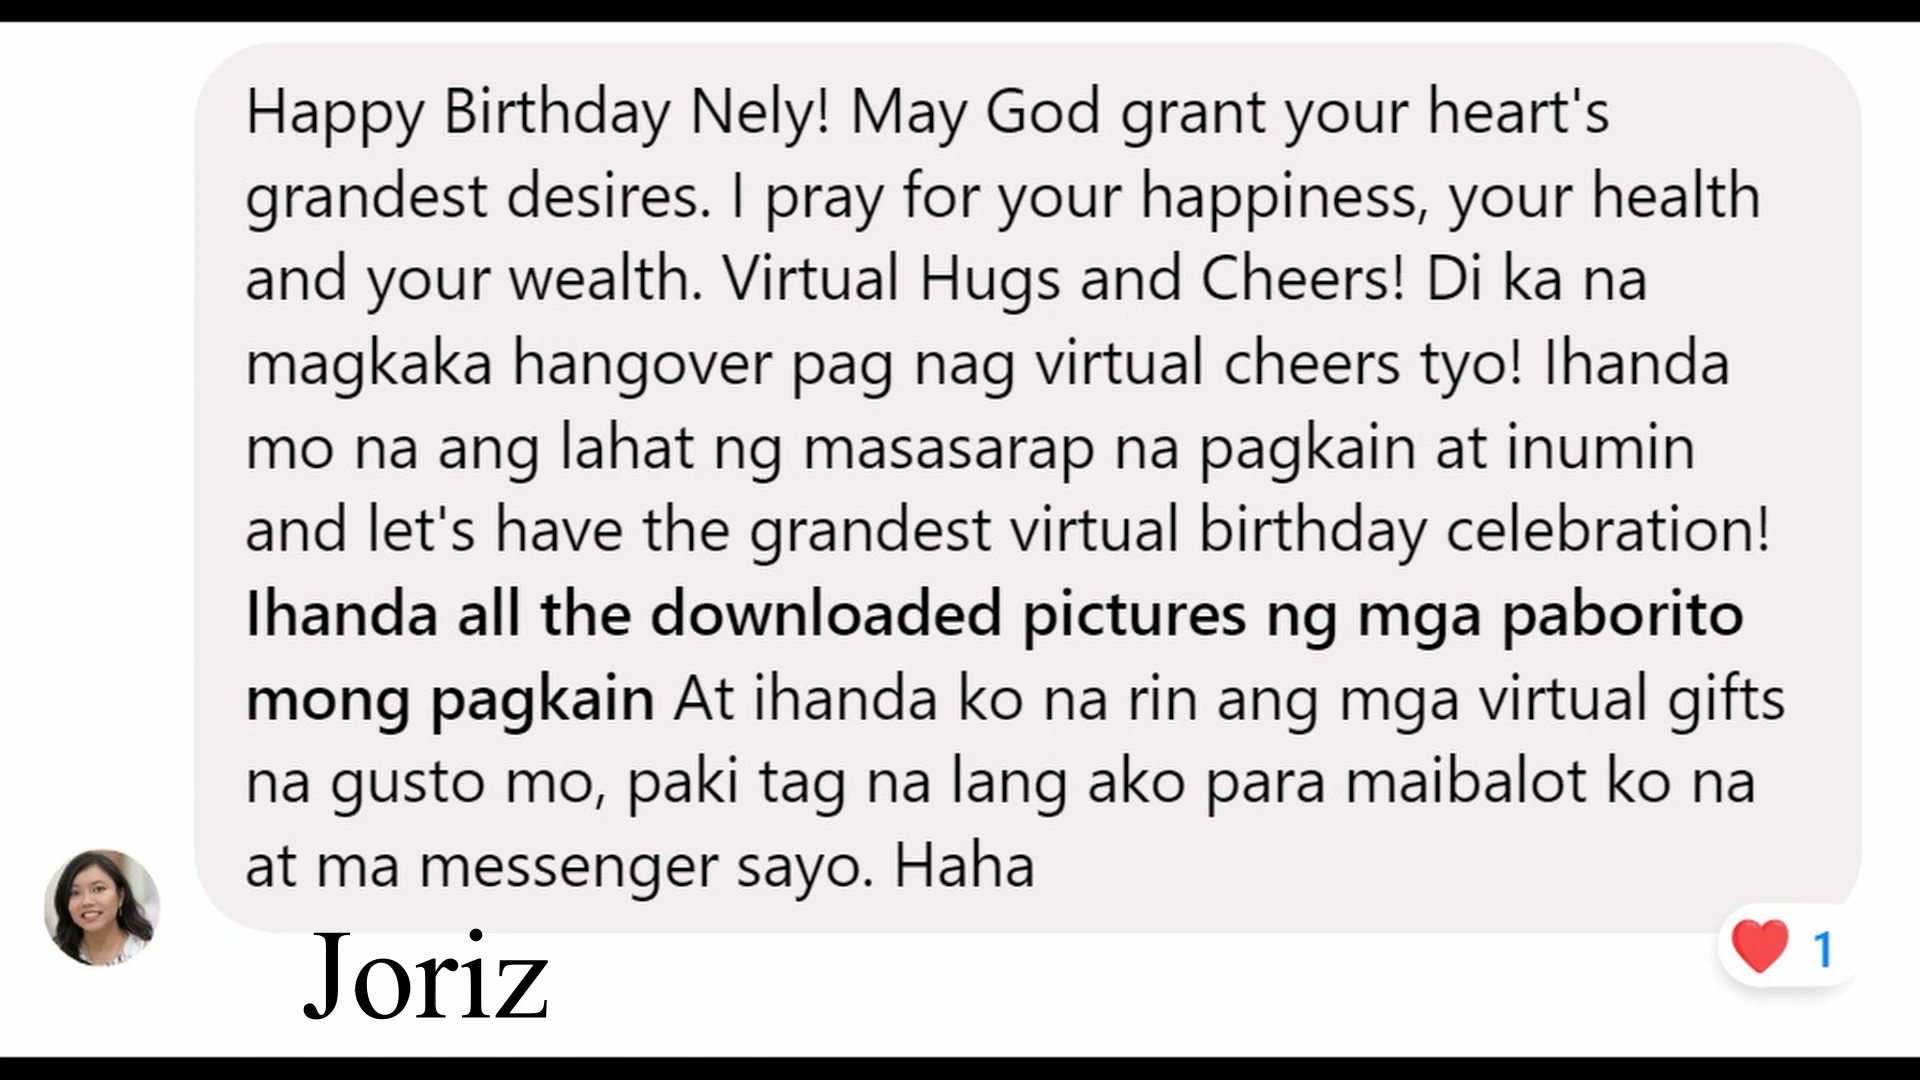 Happy Birthday Nely! May God grant your heart's
grandest desires. I pray for your happiness, your health
and your wealth. Virtual Hugs and Cheers! Di ka na
magkaka hangover pag nag virtual cheers tyo! Ihanda
mo na ang lahat ng masasarap na pagkain at inumin
and let's have the grandest virtual birthday celebration!
Ihanda all the downloaded pictures ng mga paborito
mong pagkain At ihanda ko na rin ang mga virtual gifts
na gusto mo, paki tag na lang ako para maibalot ko na
at ma messenger sayo. Haha
Joriz
1